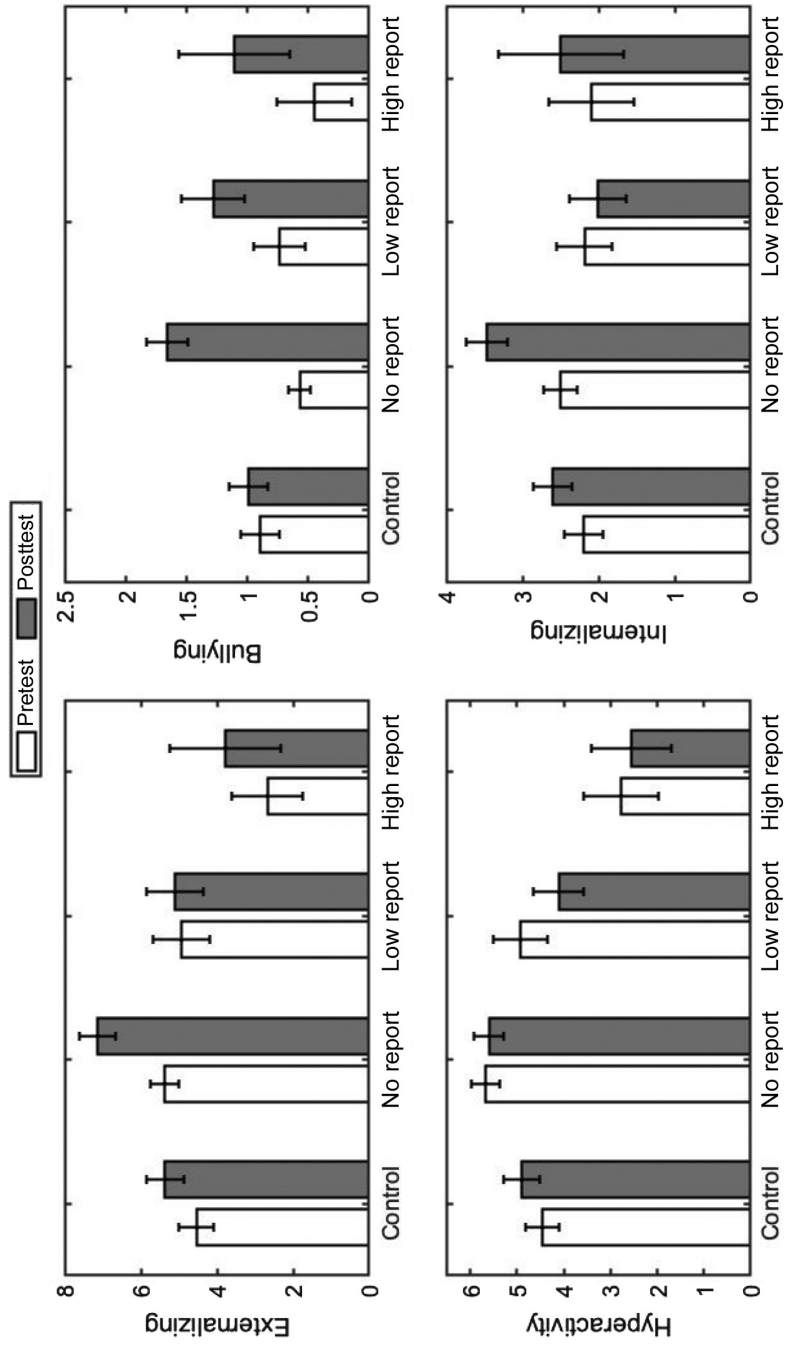 Pretest Posttest
Externalizing
8
6
4
2
0
Control No report Low report High report
Bullying
2.5
2
1.5
1
0.5
0
Control No report Low report High report
Hyperactivity
6
5
4
3
2
1
0
Control No report Low report High report
Internalizing
4
3
2
1
0
Control No report Low report High report